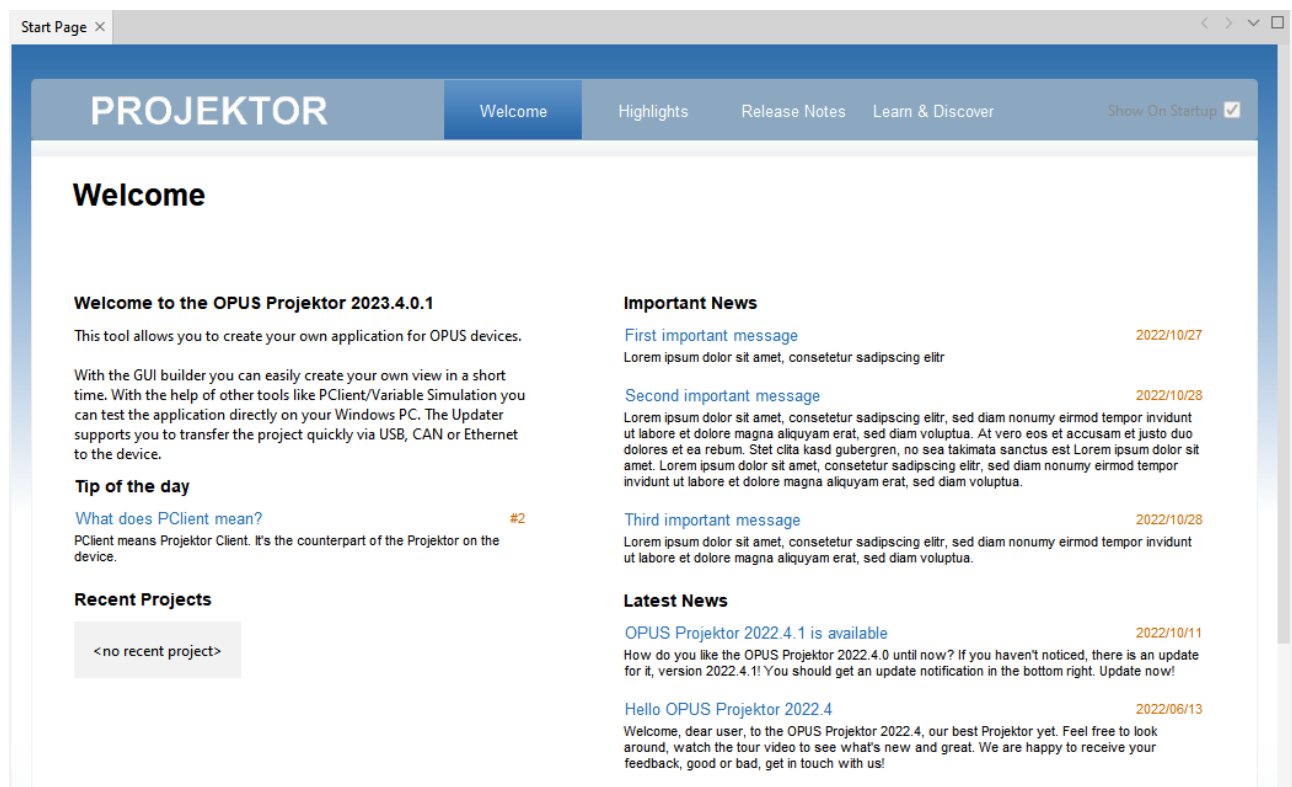 Start Page
PROJEKTOR
Welcome
Highlights
Release Notes
Learn & Discover
Show On Startup
Welcome
Welcome to the OPUS Projektor 2023.4.0.1
This tool allows you to create your own application for OPUS devices.
With the GUI builder you can easily create your own view in a short
time. With the help of other tools like PClient/Variable Simulation you
can test the application directly on your Windows PC. The Updater
supports you to transfer the project quickly via USB, CAN or Ethernet
to the device.
Tip of the day
What does PClient mean? #2
PClient means Projektor Client. It's the counterpart of the Projektor on the
device.
Recent Projects
<no recent project>
Important News
First important message 2022/10/27
Lorem ipsum dolor sit amet, consetetur sadipscing elitr
Second important message 2022/10/28
Lorem ipsum dolor sit amet, consetetur sadipscing elitr, sed diam nonumy eirmod tempor invidunt
ut labore et dolore magna aliquyam erat, sed diam voluptua. At vero eos et accusam et justo duo
dolores et ea rebum. Stet clita kasd gubergren, no sea takimata sanctus est Lorem ipsum dolor sit
amet. Lorem ipsum dolor sit amet, consetetur sadipscing elitr, sed diam nonumy eirmod tempor
invidunt ut labore et dolore magna aliquyam erat, sed diam voluptua.
Third important message 2022/10/28
Lorem ipsum dolor sit amet, consetetur sadipscing elitr, sed diam nonumy eirmod tempor invidunt
ut labore et dolore magna aliquyam erat, sed diam voluptua.
Latest News
OPUS Projektor 2022.4.1 is available 2022/10/11
How do you like the OPUS Projektor 2022.4.0 until now? If you haven't noticed, there is an update
for it, version 2022.4.1! You should get an update notification in the bottom right. Update now!
Hello OPUS Projektor 2022.4 2022/06/13
Welcome, dear user, to the OPUS Projektor 2022.4, our best Projektor yet. Feel free to look
around, watch the tour video to see what's new and great. We are happy to receive your
feedback, good or bad, get in touch with us!